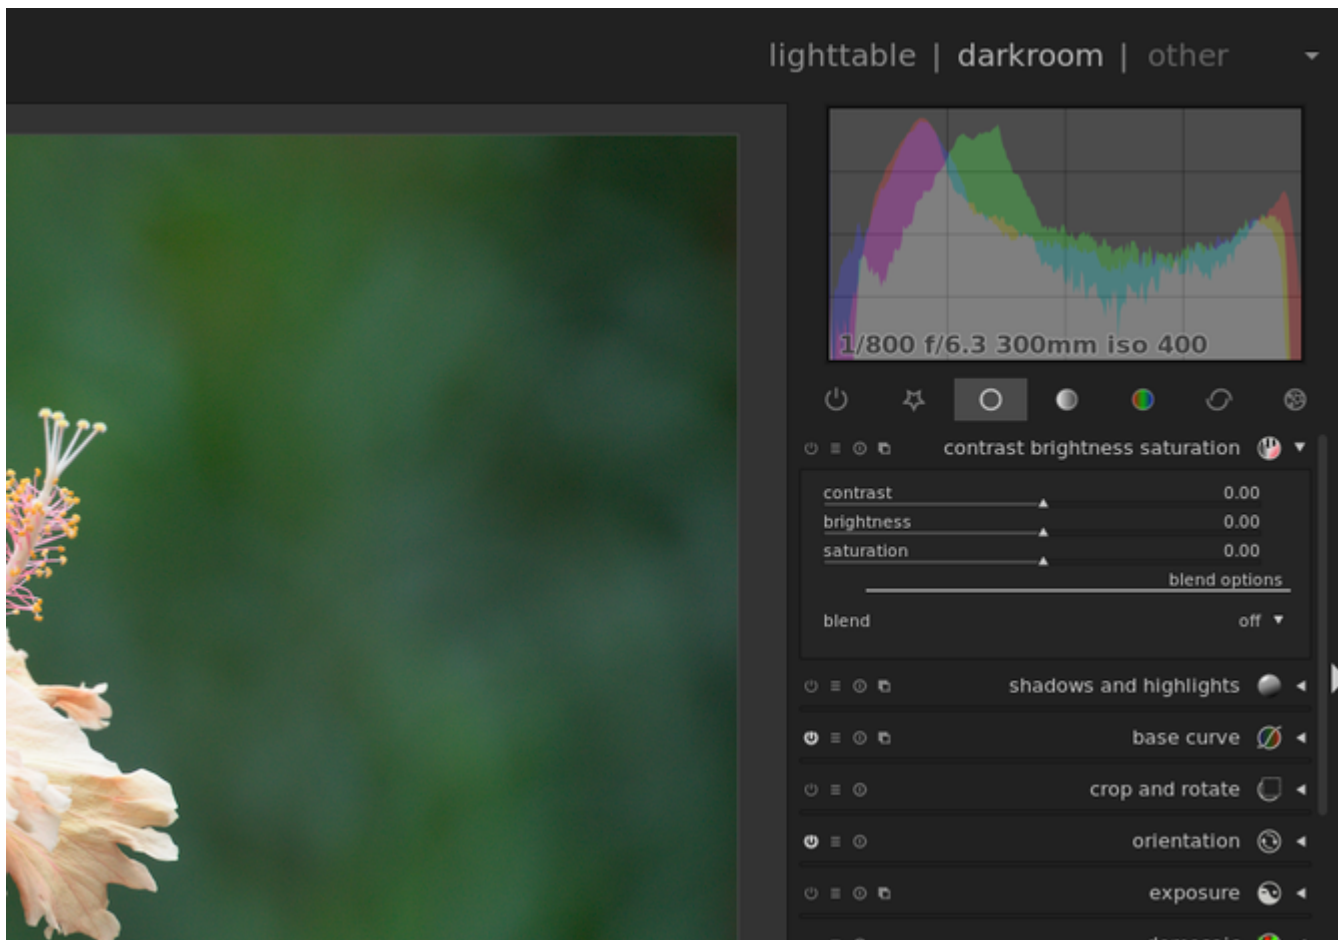 lighttable | darkroom | other
1/800 f/6.3 300mm iso 400
contrast brightness saturation
contrast 0.00
brightness 0.00
saturation 0.00
blend options
blend off
shadows and highlights
base curve
crop and rotate
orientation
exposure